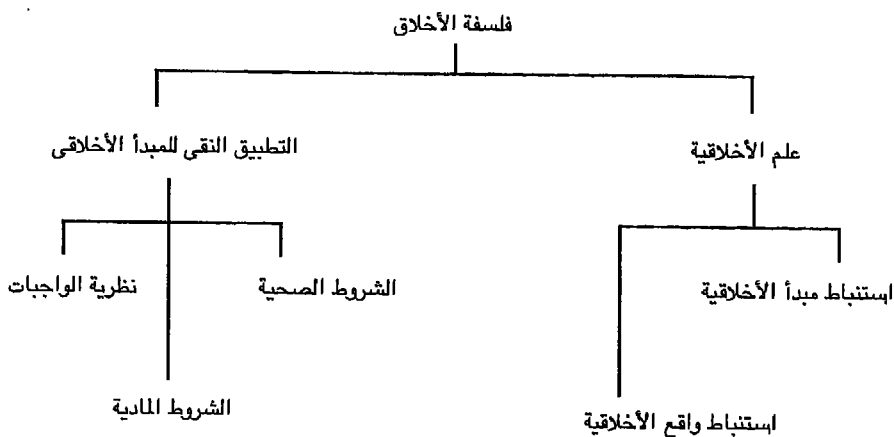 فلسفة الأخلاق
علم الأخلاقية
التطبيق النقى للمبدأ الأخلاقى
استنباط مبدأ الأخلاقية
الشروط الصحية
نظرية الواجبات
استنباط واقع الأخلاقية
الشروط المادية